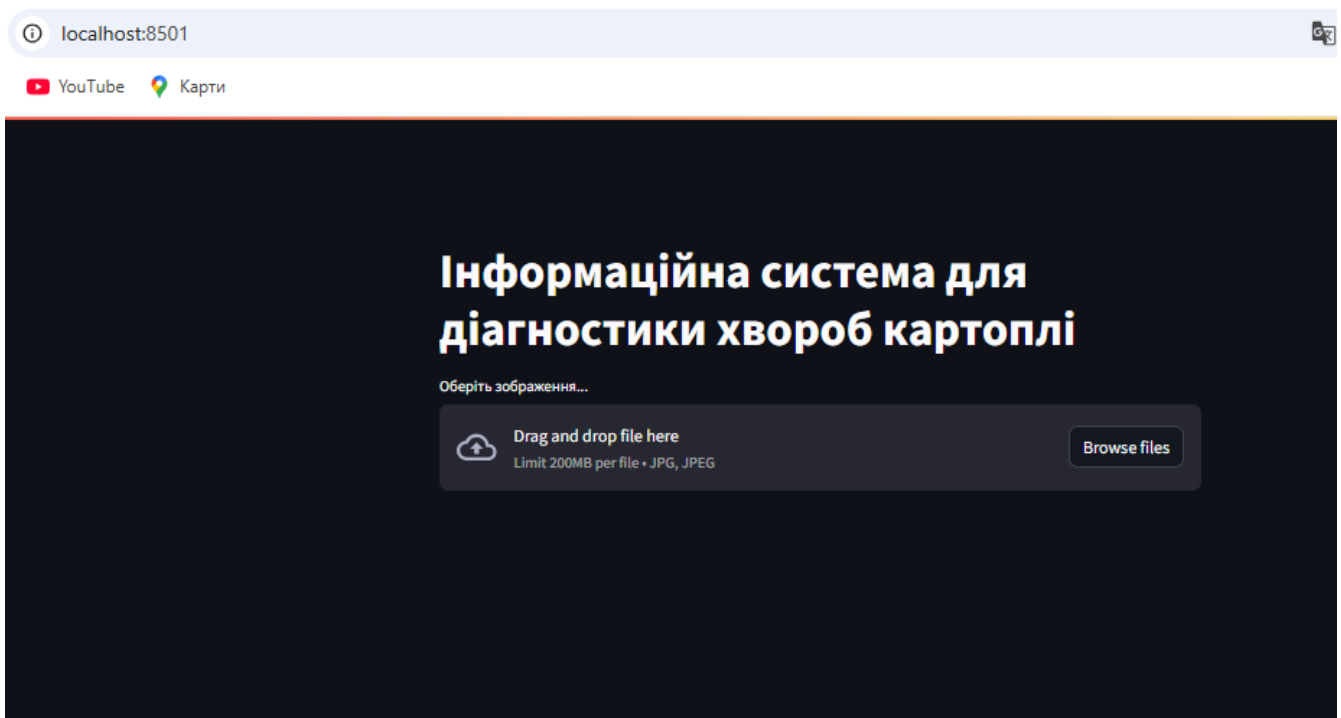 localhost:8501
YouTube Карти
Інформаційна система для
діагностики хвороб картоплі
Оберіть зображення...
Drag and drop file here
Limit 200MB per file • JPG, JPEG
Browse files